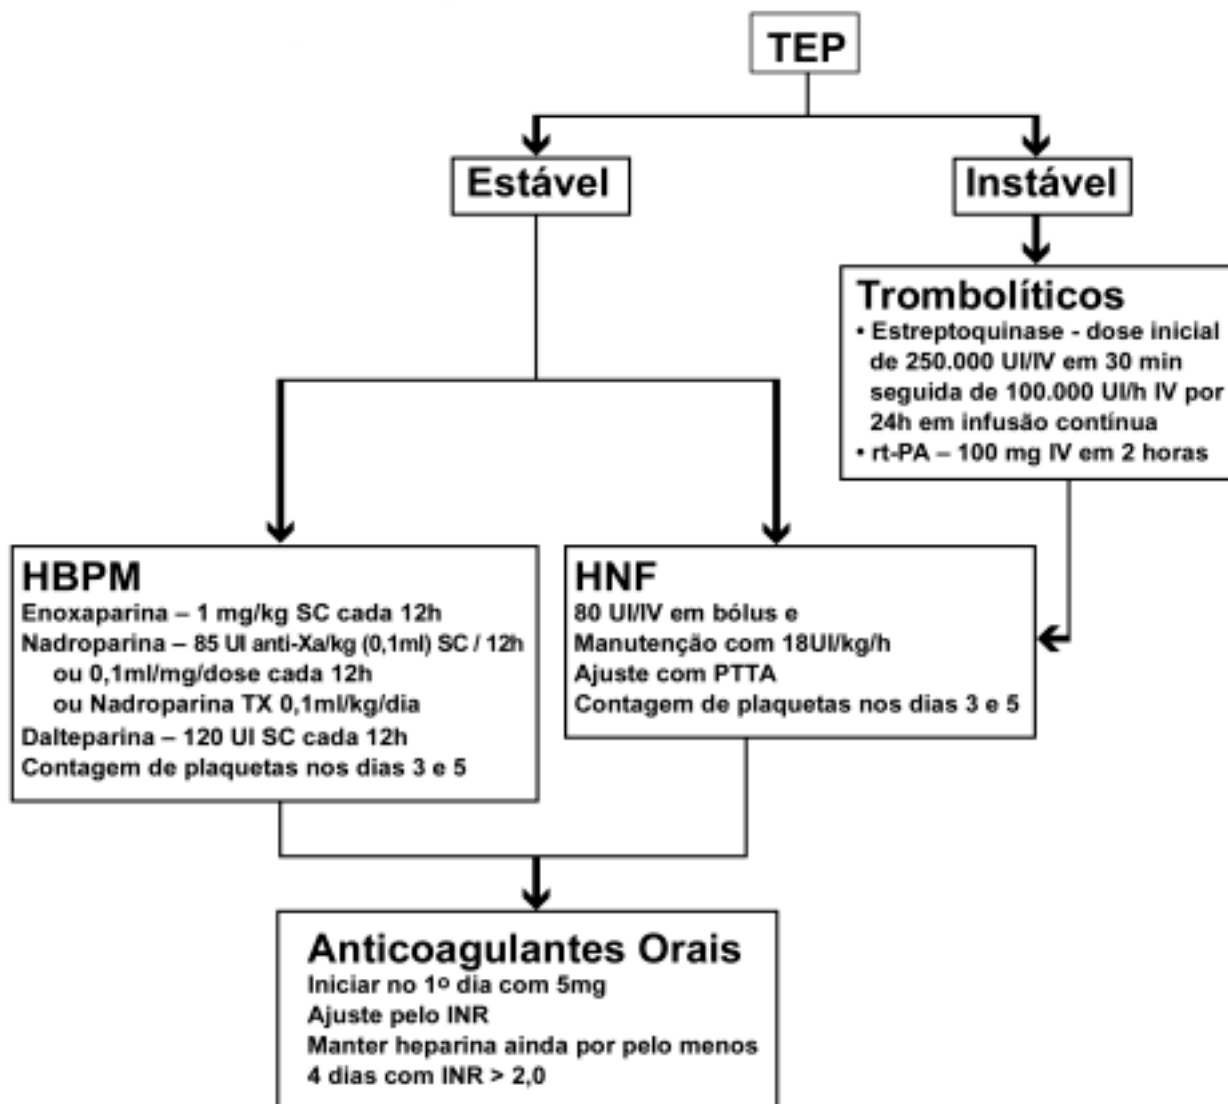 TEP
Estável
Instável
Trombolíticos
• Estreptoquinase - dose inicial
de 250.000 UI/IV em 30 min
seguida de 100.000 UI/h IV por
24h em infusão contínua
• rt-PA – 100 mg IV em 2 horas
HBPM
Enoxaparina – 1 mg/kg SC cada 12h
Nadroparina – 85 UI anti-Xa/kg (0,1ml) SC / 12h
ou 0,1ml/mg/dose cada 12h
ou Nadroparina TX 0,1ml/kg/dia
Dalteparina – 120 UI SC cada 12h
Contagem de plaquetas nos dias 3 e 5
HNF
80 UI/IV em bólus e
Manutenção com 18UI/kg/h
Ajuste com PTTA
Contagem de plaquetas nos dias 3 e 5
Anticoagulantes Orais
Iniciar no 1º dia com 5mg
Ajuste pelo INR
Manter heparina ainda por pelo menos
4 dias com INR > 2,0